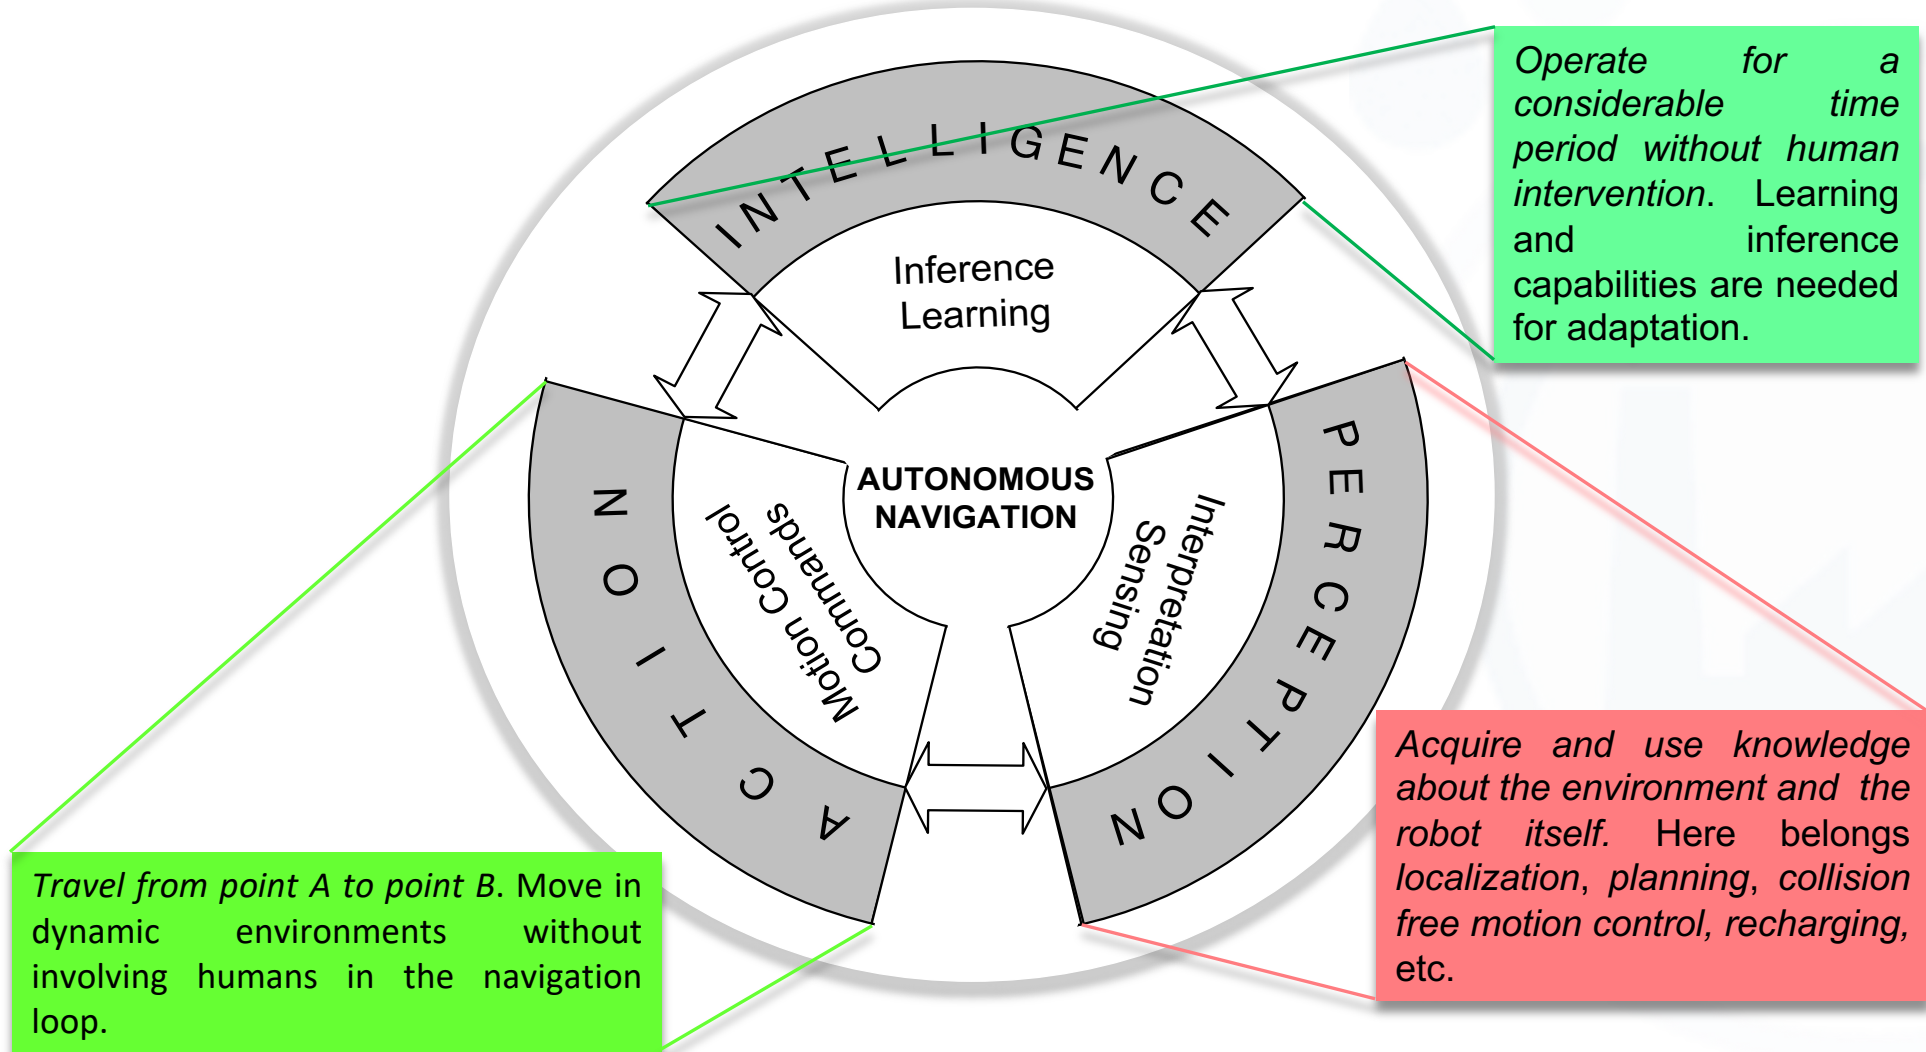 INTELLIGENCE
Inference
Learning
AUTONOMOUS
NAVIGATION
PERCEPTION
Interpretation
Sensing
ACTION
Motion Control
Commands
Operate for a
considerable time
period without human
intervention. Learning
and inference
capabilities are needed
for adaptation.
Acquire and use knowledge
about the environment and the
robot itself. Here belongs
localization, planning, collision
free motion control, recharging,
etc.
Travel from point A to point B. Move in
dynamic environments without
involving humans in the navigation
loop.